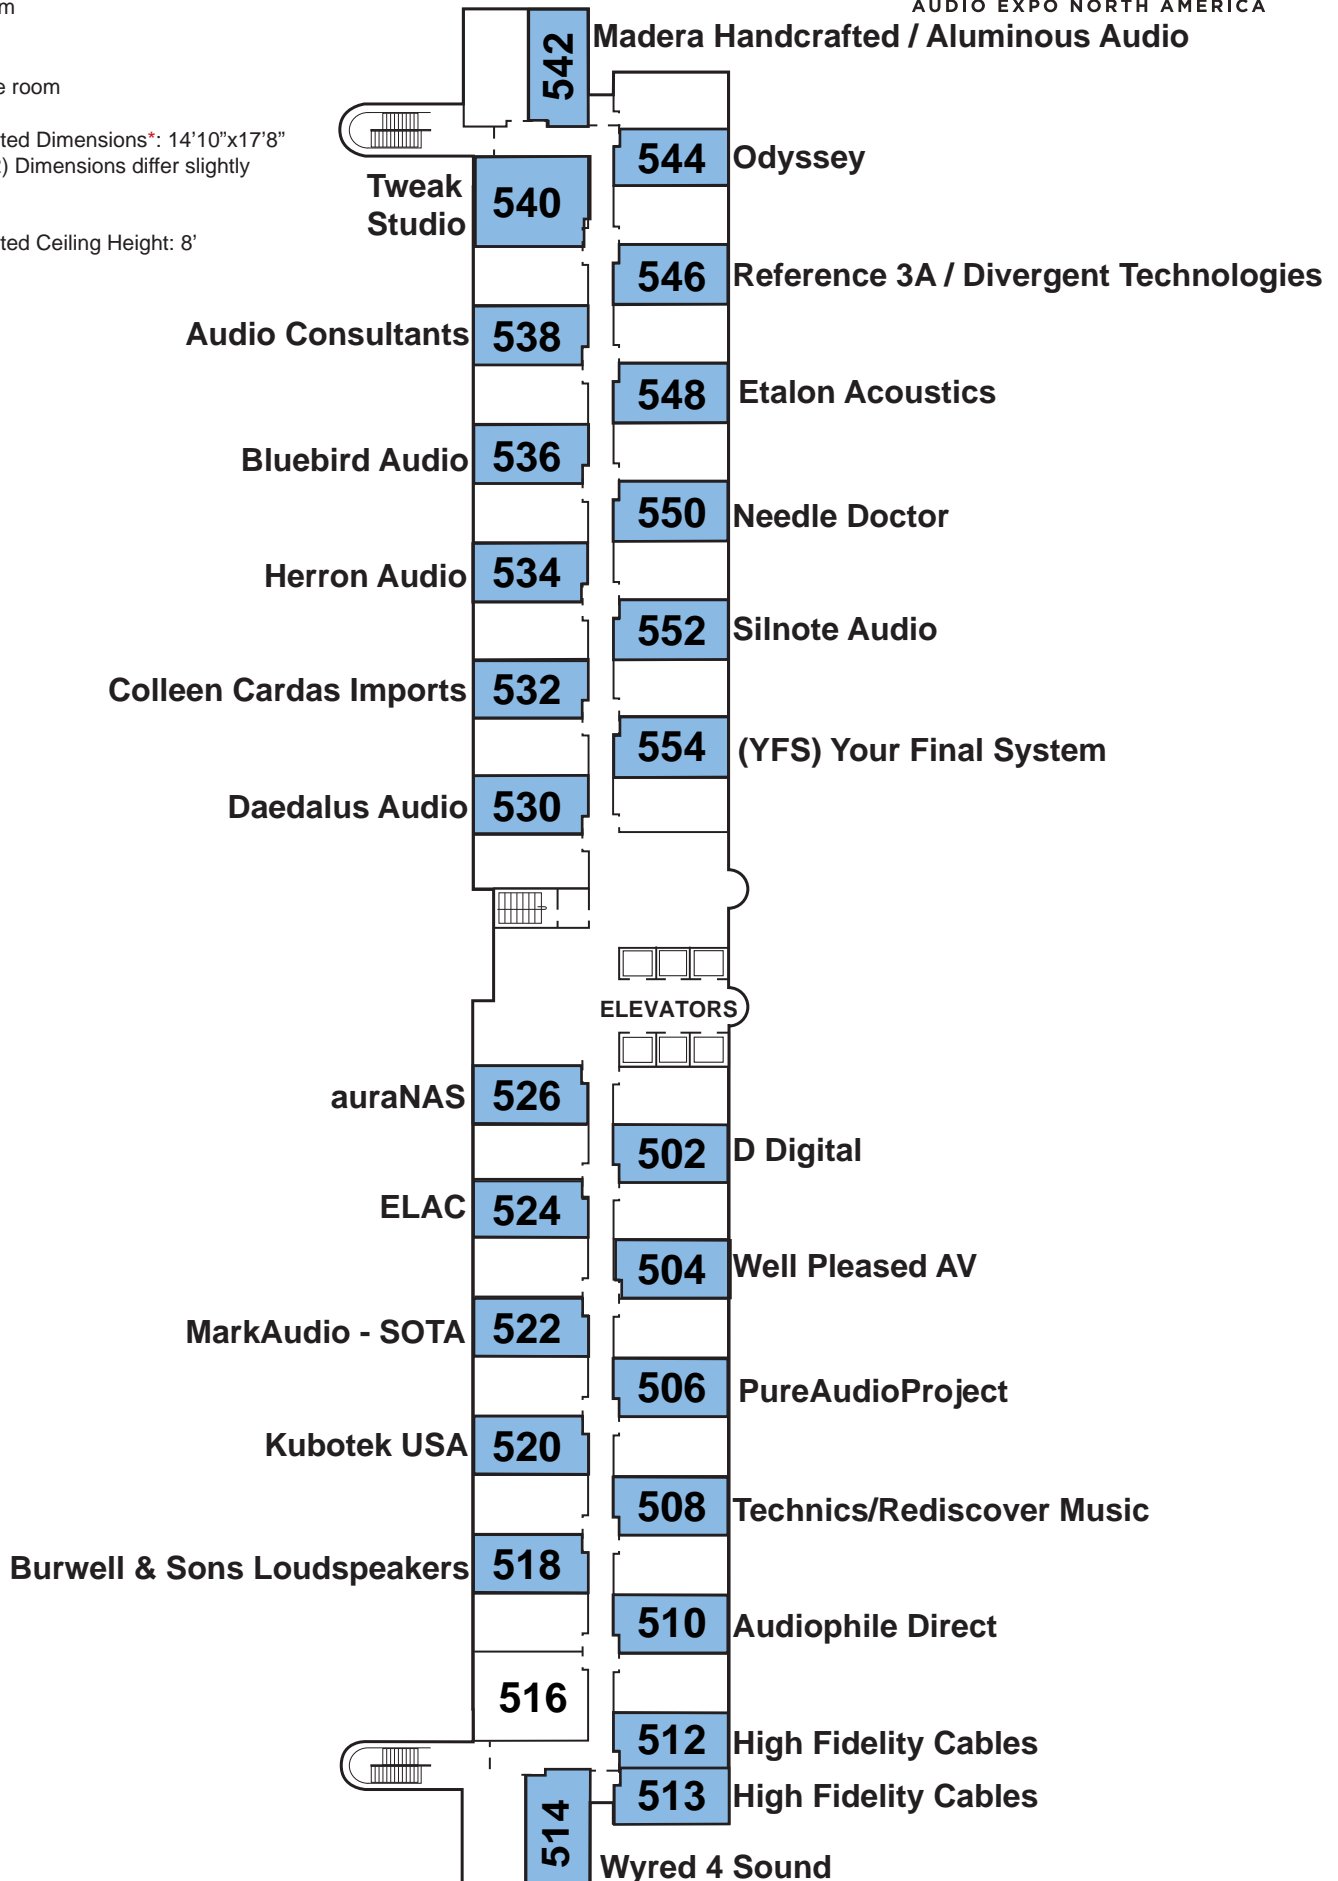 AUDIO EXPO NORTH AMERICA
m
542 Madera Handcrafted / Aluminous Audio
e room
ted Dimensions*: 14'10”x17'8”
) Dimensions differ slightly
544 Odyssey
Tweak
Studio
540
ted Ceiling Height: 8'
546 Reference 3A / Divergent Technologies
Audio Consultants 538
548 Etalon Acoustics
Bluebird Audio 536
550 Needle Doctor
Herron Audio 534
552 Silnote Audio
Colleen Cardas Imports 532
554 (YFS) Your Final System
Daedalus Audio 530
ELEVATORS
auraNAS 526
502 D Digital
ELAC 524
504 Well Pleased AV
MarkAudio - SOTA 522
506 PureAudioProject
Kubotek USA 520
508 Technics/Rediscover Music
Burwell & Sons Loudspeakers 518
510 Audiophile Direct
516
512 High Fidelity Cables
513 High Fidelity Cables
514 Wyred 4 Sound